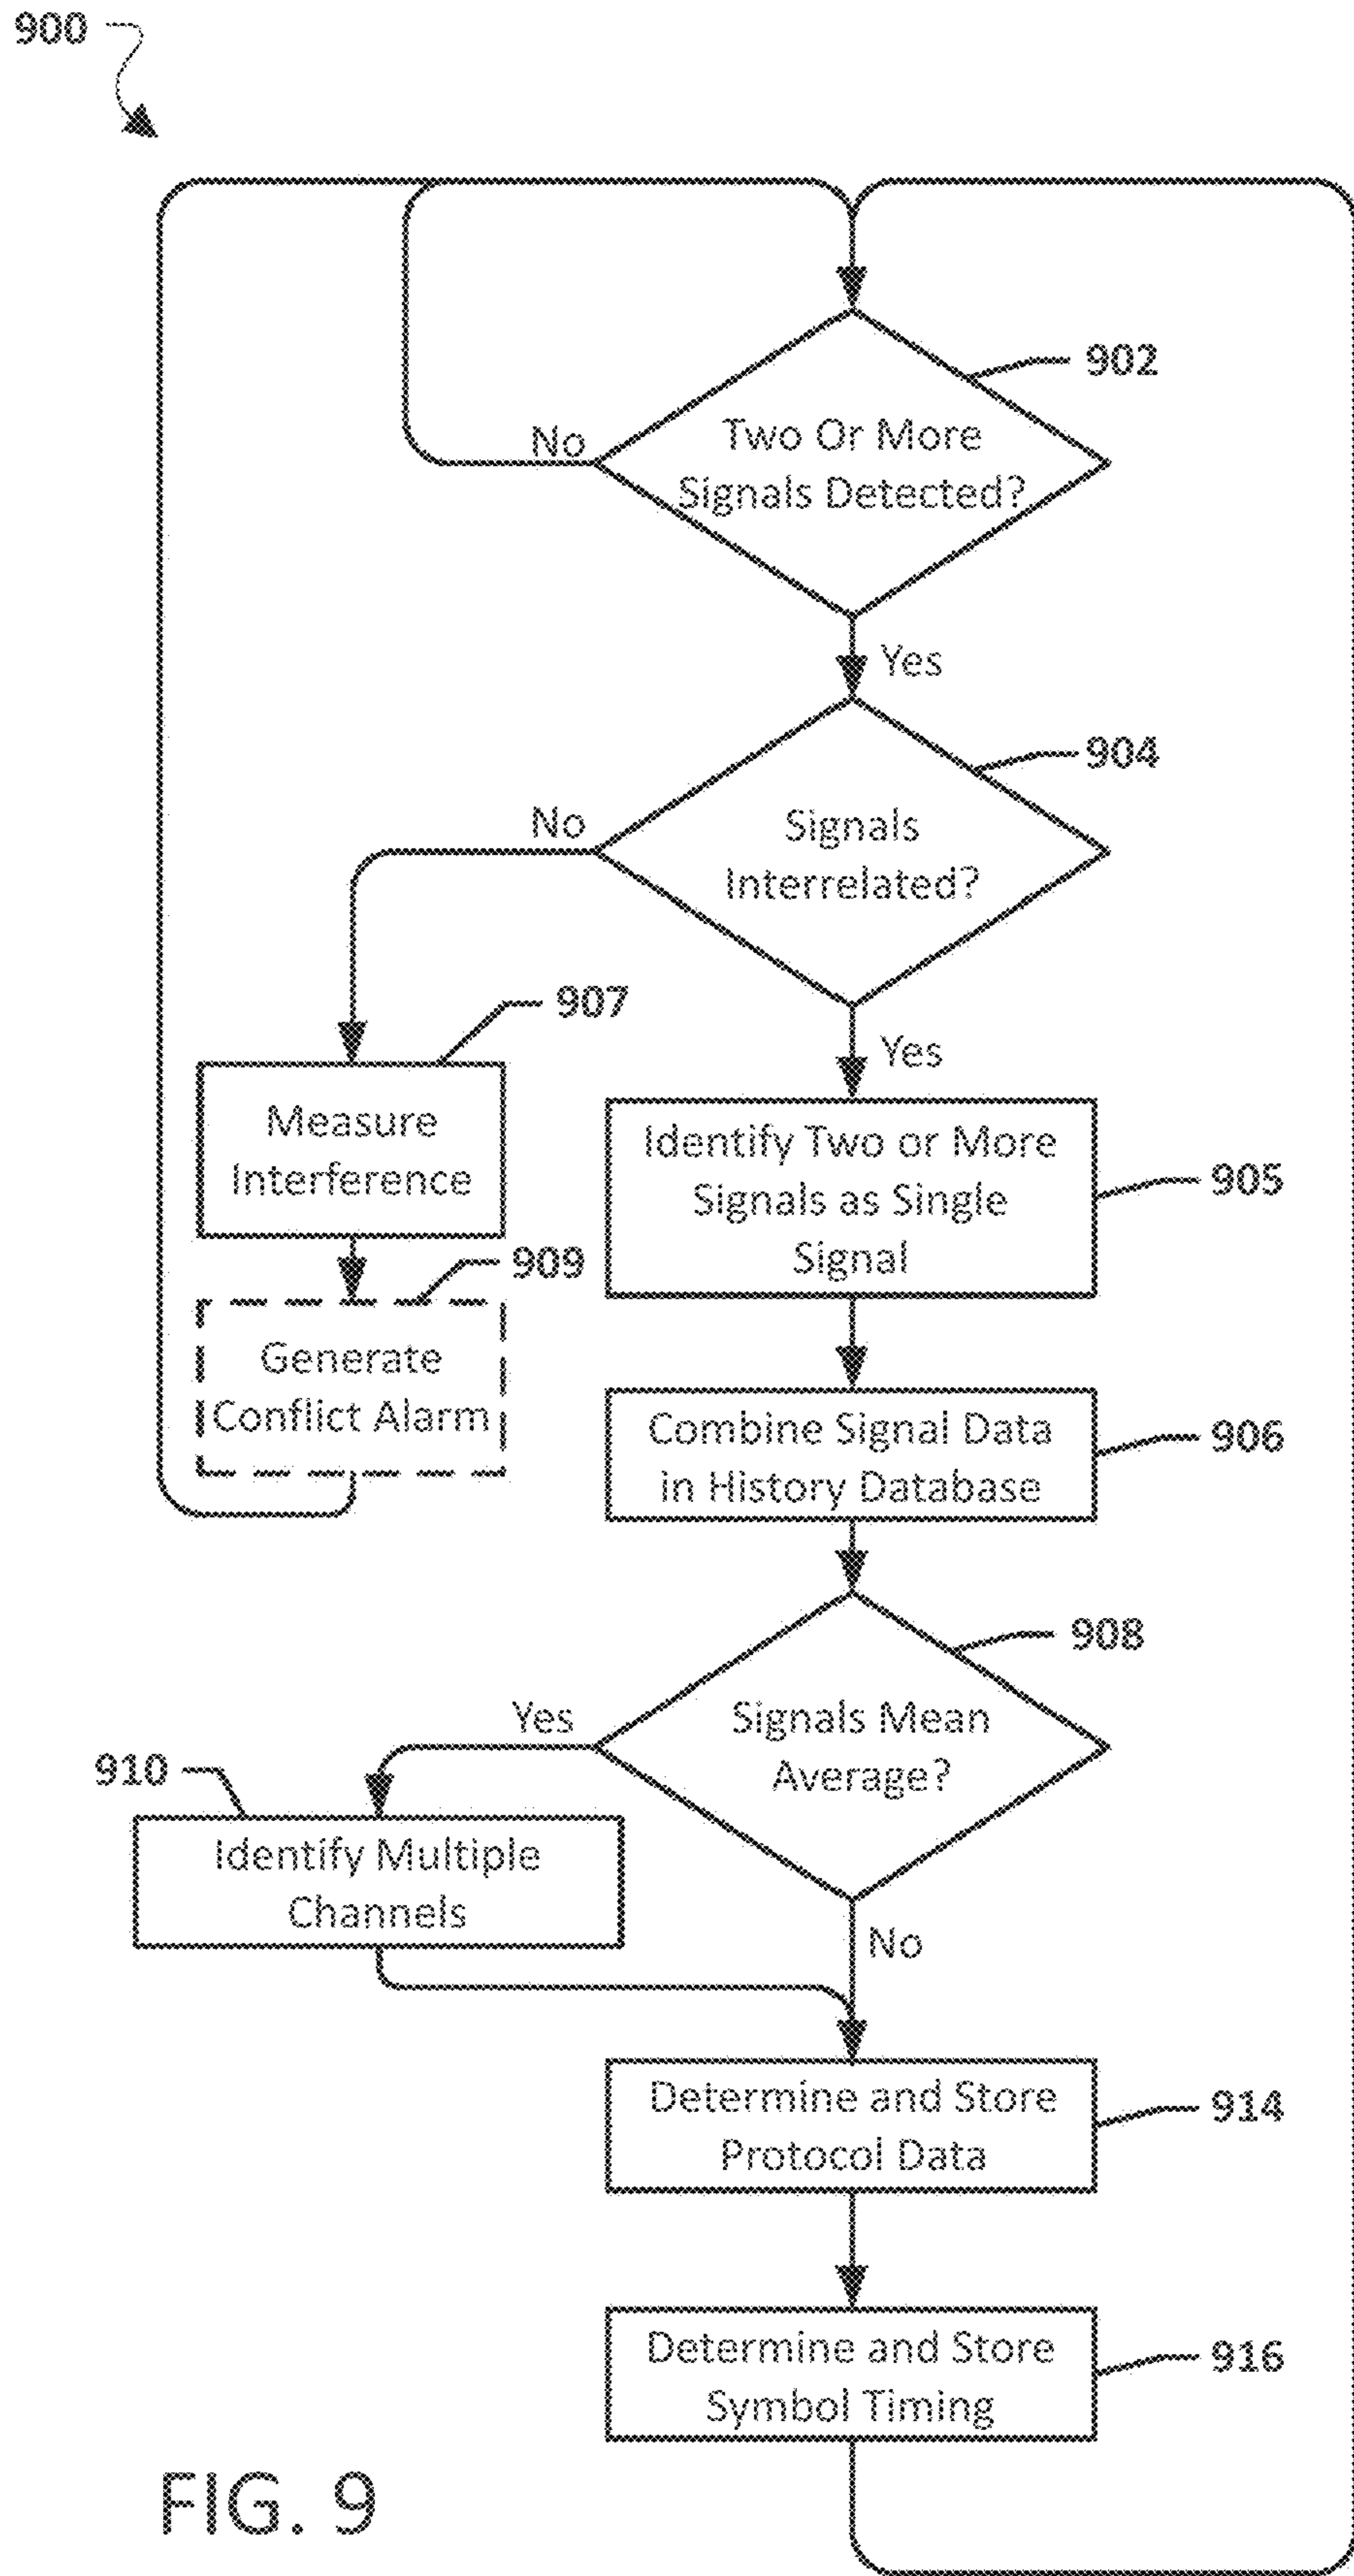 900
902
No
Two Or More
Signals Detected?
Yes
904
No
Signals
Interrelated?
907
Yes
Measure
Interference
Identify Two or More
Signals as Single
Signal
905
909
Generate
Conflict Alarm
Combine Signal Data
in History Database
906
908
Yes
Signals Mean
Average?
910
Identify Multiple
Channels
No
Determine and Store
Protocol Data
914
Determine and Store
Symbol Timing
916
FIG. 9